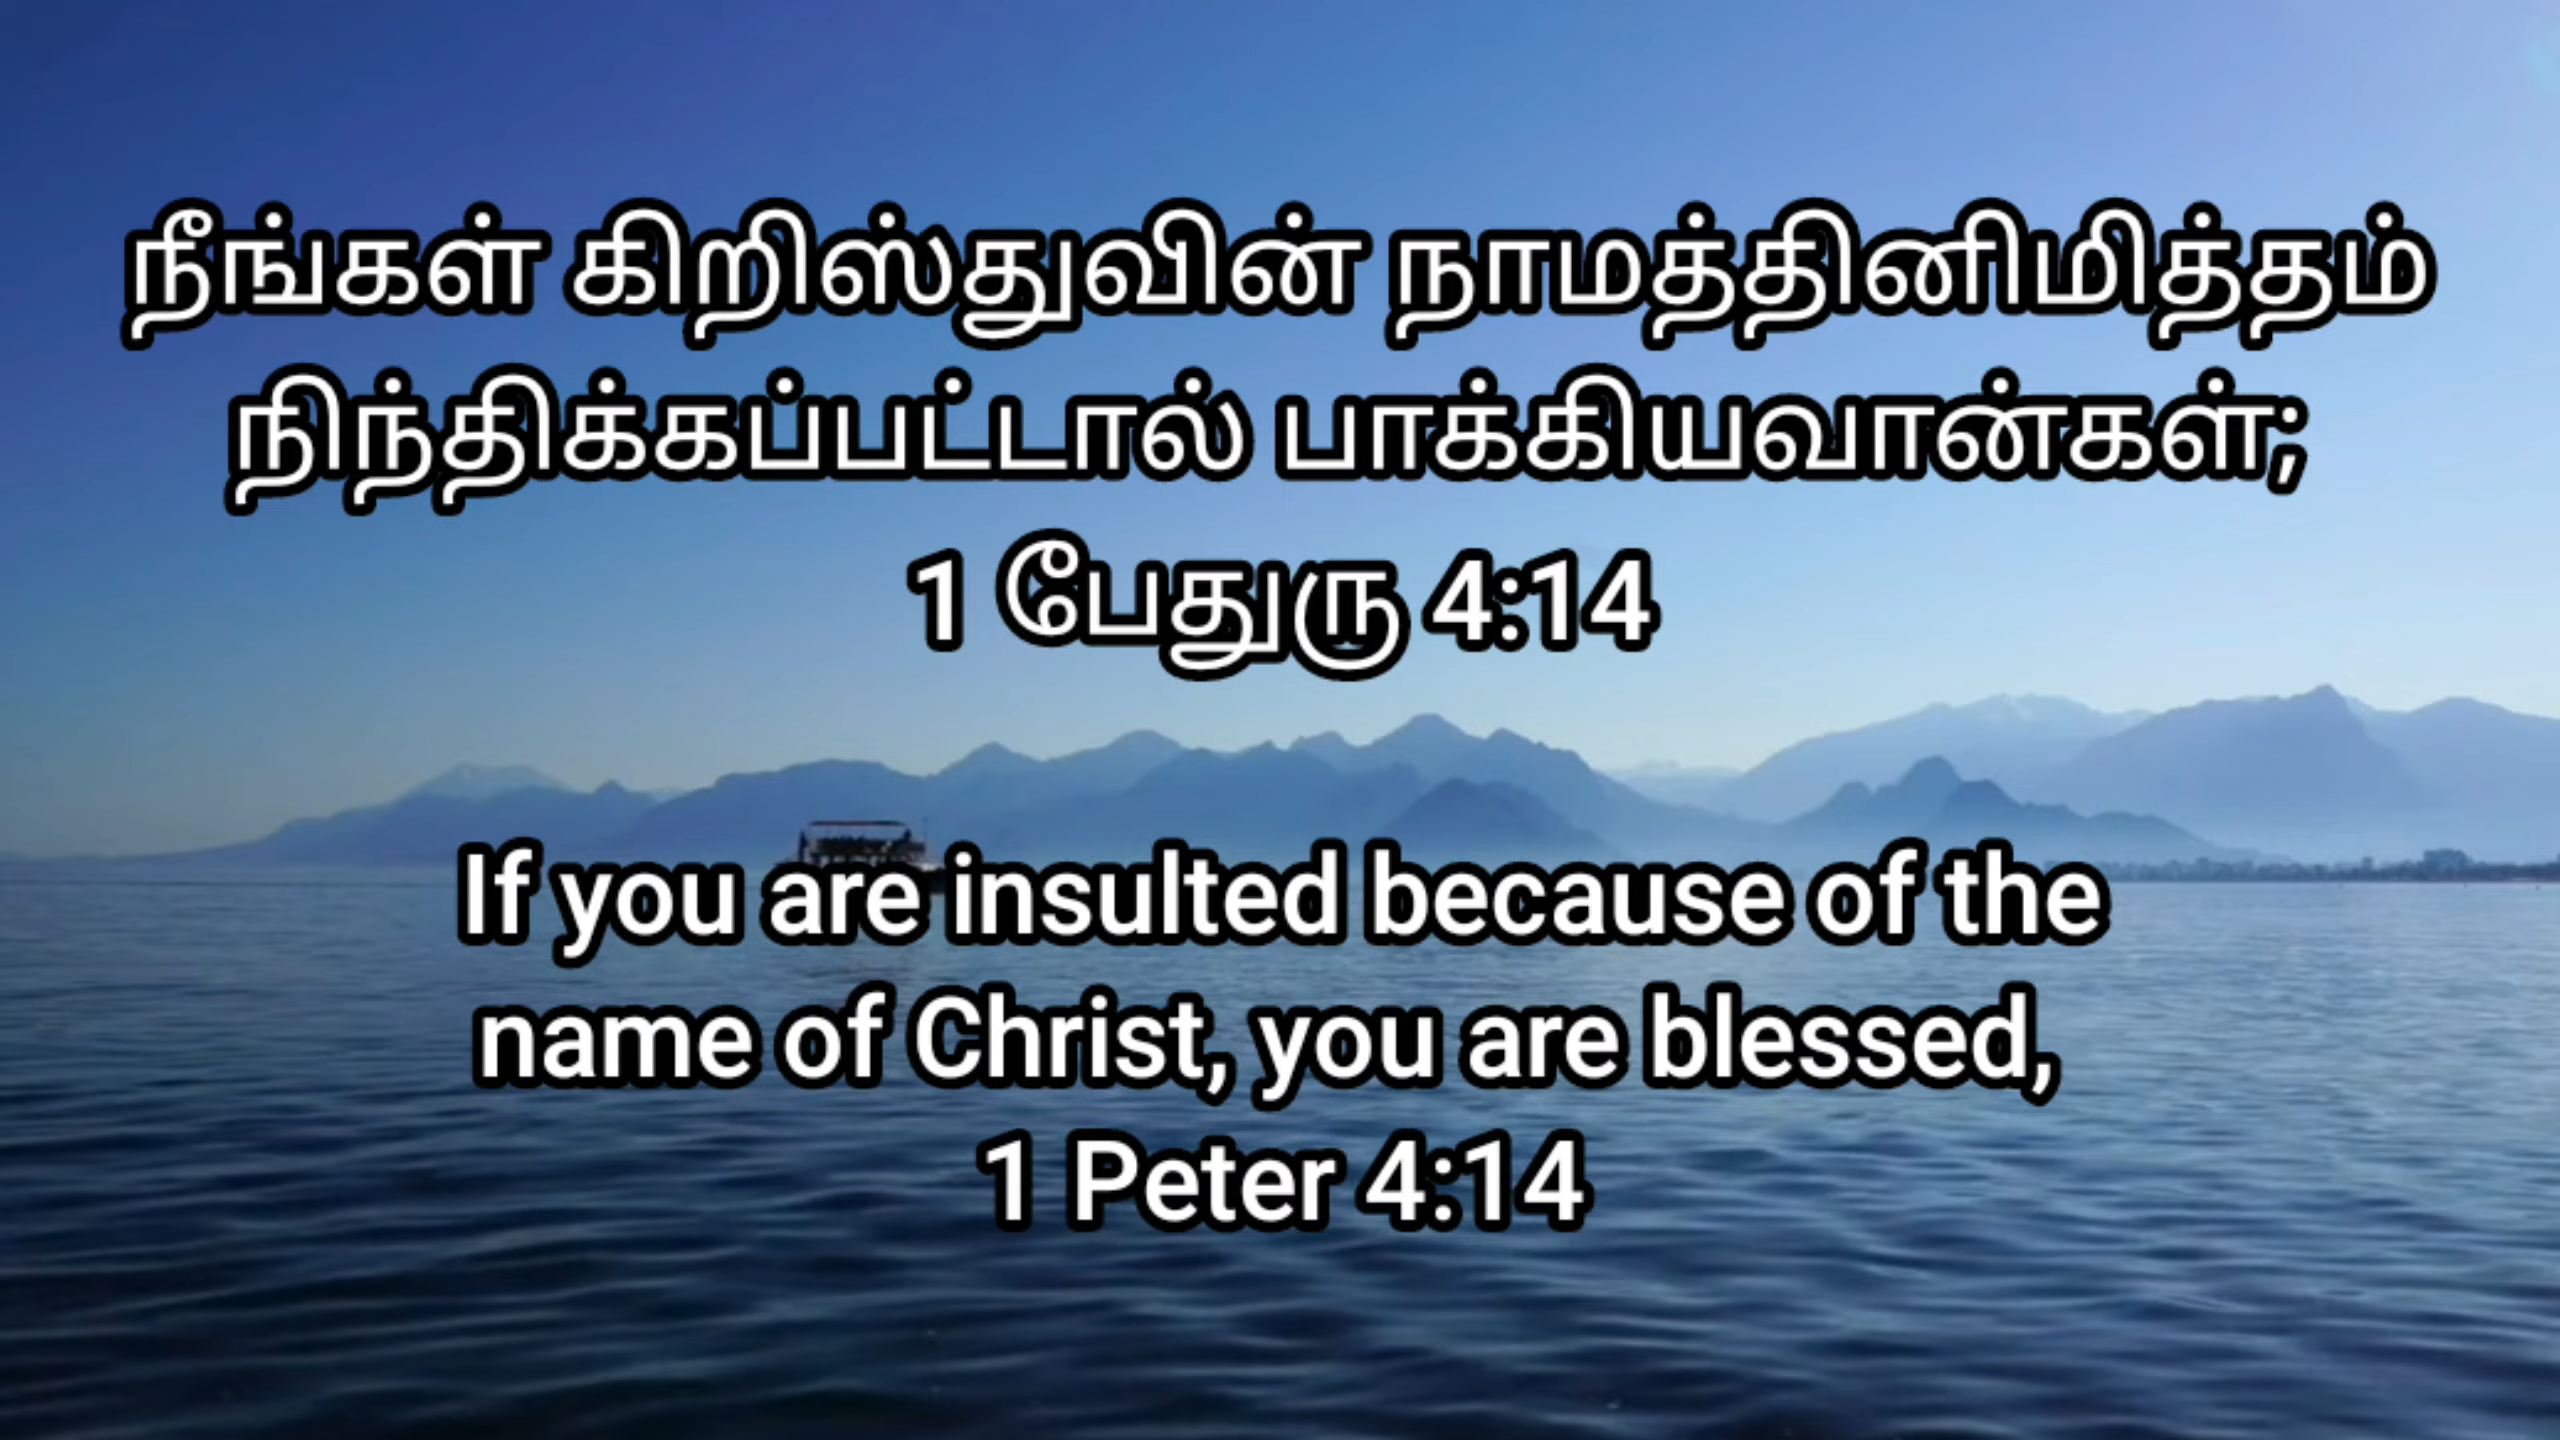 நீங்கள் கிறிஸ்துவின் நாமத்தினிமித்தம்
நிந்திக்கப்பட்டால் பாக்கியவான்கள்;
1 பேதுரு 4:14
If you are insulted because of the
name of Christ, you are blessed,
1 Peter 4:14